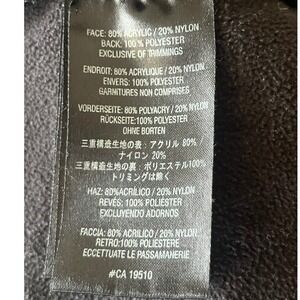 FACE: 80% ACRYLIC / 20% NYLON
BACK: 100% POLYESTER
EXCLUSIVE OF TRIMMINGS
ENDROIT: 80% ACRYLIQUE / 20% NYLON
ENVERS: 100% POLYESTER
GARNITURES NON COMPRISES
VORDERSEITE: 80% POLYACRY / 20% NYLON
RÜCKSEITE:100% POLYESTER
OHNE BORTEN
三重構造生地の表：アクリル 80%
ナイロン 20%
三重構造生地の裏：ポリエステル100%
トリミングは除く
HAZ: 80%ACRÍLICO / 20% NYLON
REVÉS: 100% POLIESTER
EXCLUYENDO ADORNOS
FACCIA: 80% ACRILICO / 20% NYLON
RETRO:100% POLIESTERE
ECCETTUATE LE PASSAMANERIE
#CA 19510